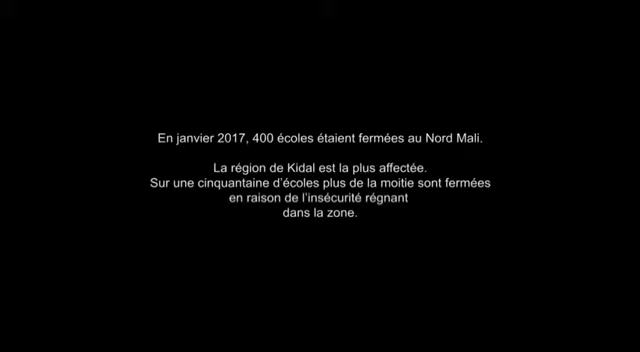 En janvier 2017, 400 écoles étaient fermées au Nord Mali.
La région de Kidal est la plus affectée.
Sur une cinquantaine d'écoles plus de la moitie sont fermées
en raison de l'insécurité régnant
dans la zone.